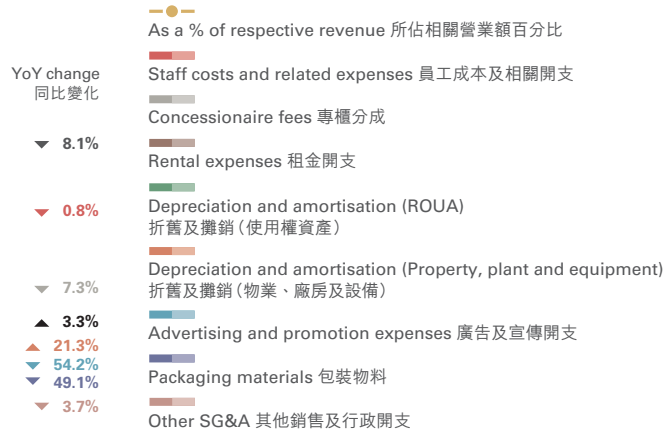 As a % of respective revenue 所佔相關營業額百分比
YoY change
同比變化
Staff costs and related expenses 員工成本及相關開支
Concessionaire fees 專櫃分成
▼ 8.1%
Rental expenses 租金開支
▼ 0.8%
Depreciation and amortisation (ROUA)
折舊及攤銷(使用權資產)
▼ 7.3%
Depreciation and amortisation (Property, plant and equipment)
折舊及攤銷(物業、廠房及設備)
▲ 3.3%
Advertising and promotion expenses 廣告及宣傳開支
▲ 21.3%
▼ 54.2%
▼ 49.1%
Packaging materials 包裝物料
▼ 3.7%
Other SG&A 其他銷售及行政開支